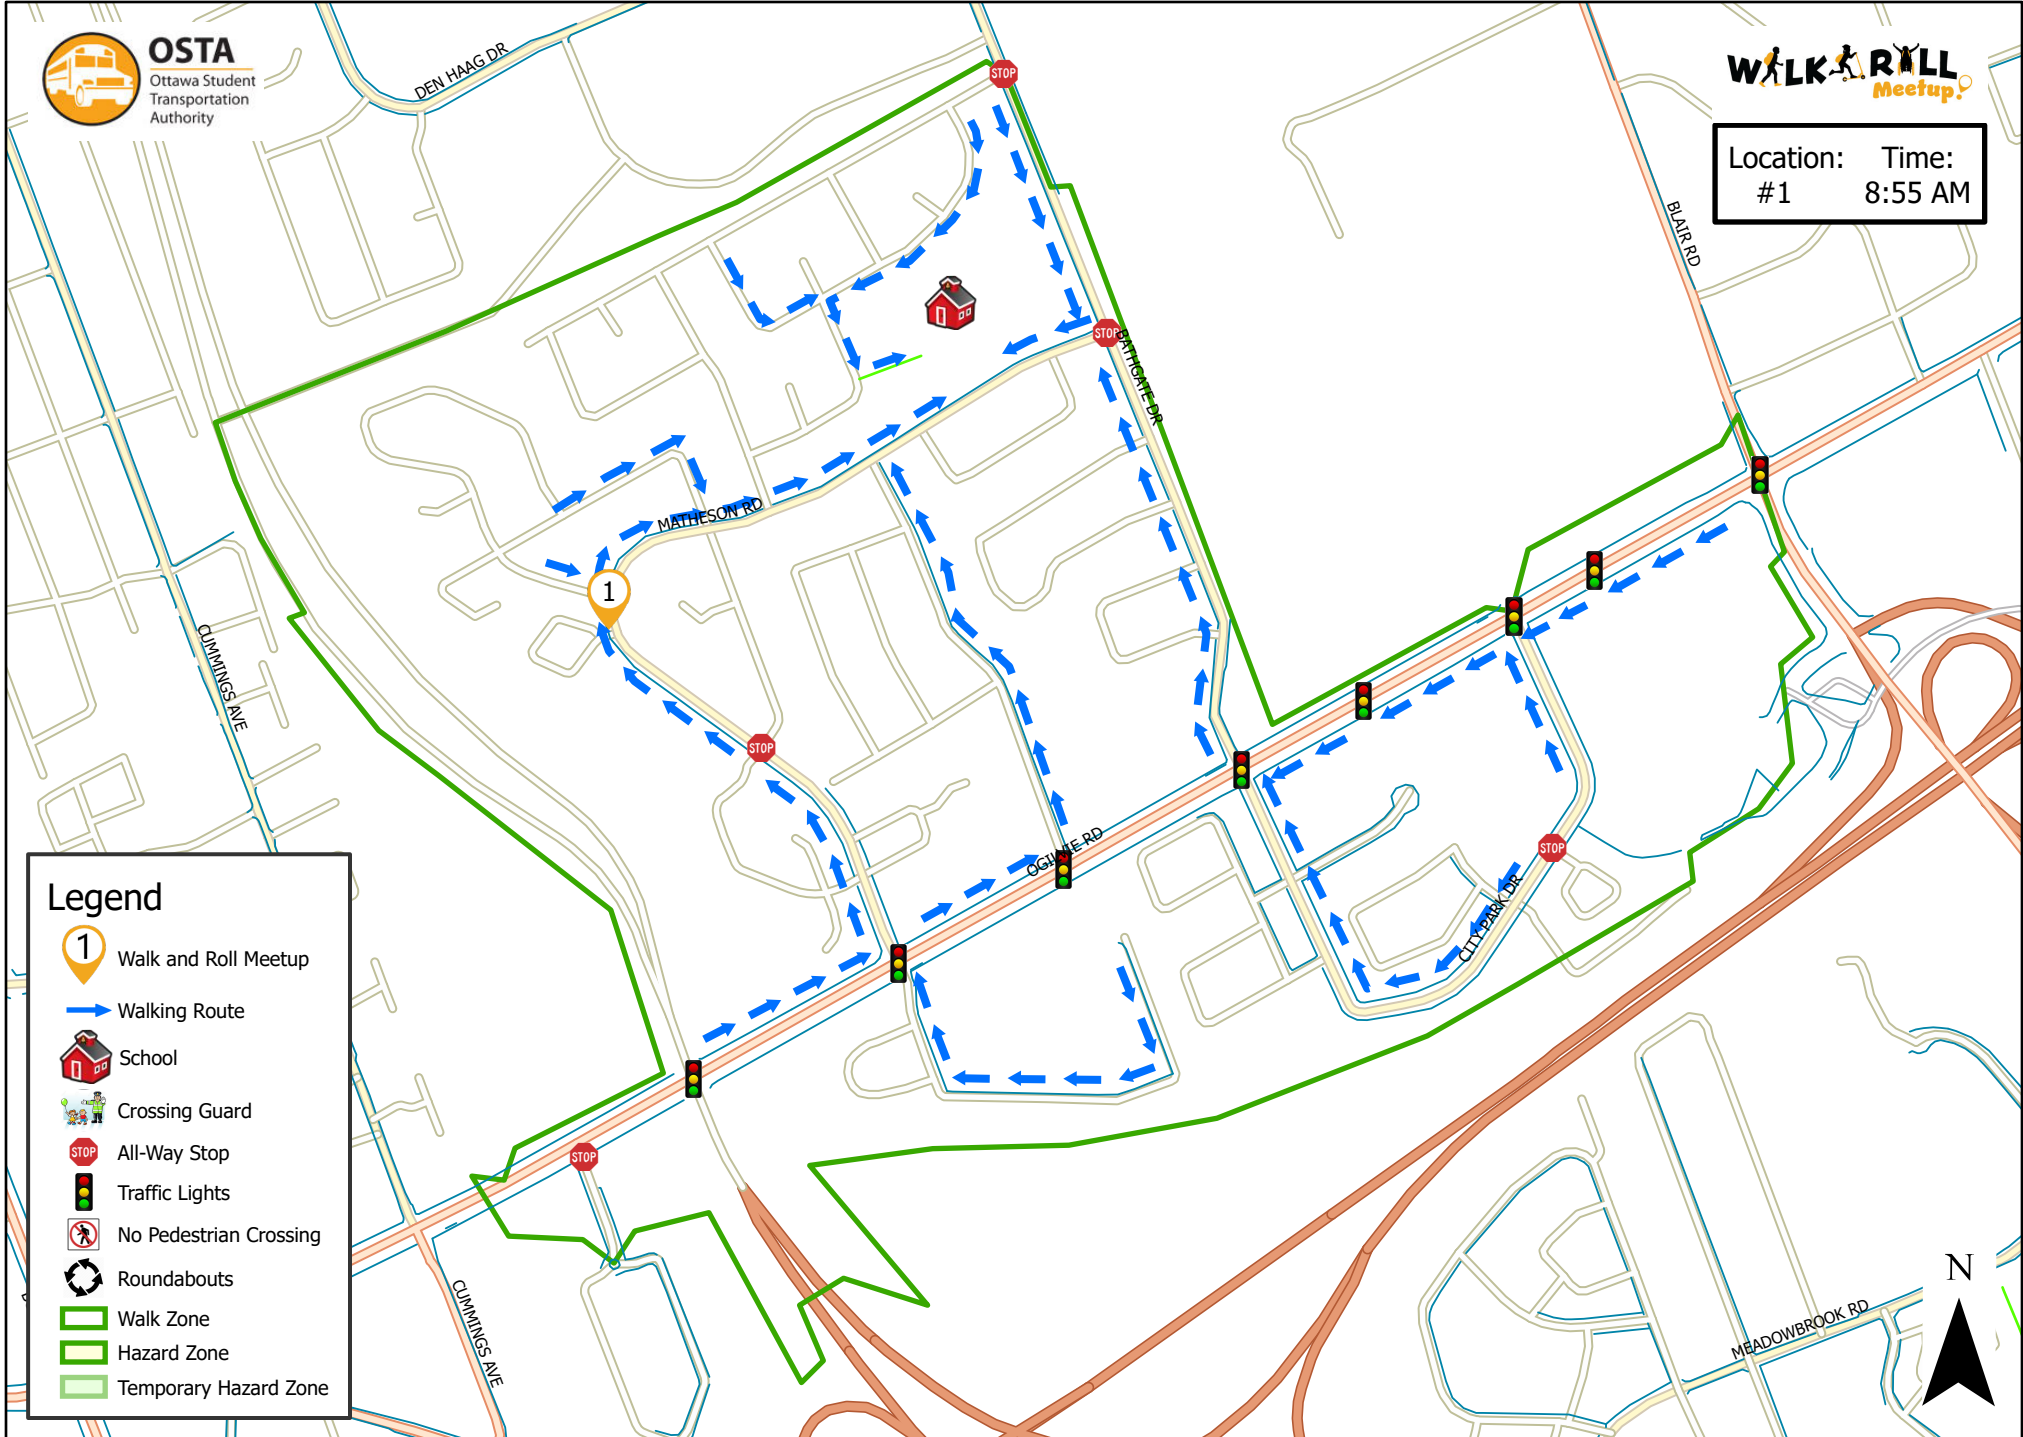 OSTA
Ottawa Student
Transportation
Authority
DEN HAAG DR
STOP
WALK & ROLL
Meetup!
Location: Time:
#1 8:55 AM
BLAIR RD
STOP
BATHGATE DR
MATHESON RD
1
CUMMINGS AVE
STOP
OGILVIE RD
STOP
CITY PARK DR
STOP
CUMMINGS AVE
MEADOWBROOK RD
N
Legend
1 Walk and Roll Meetup
Walking Route
School
Crossing Guard
STOP All-Way Stop
Traffic Lights
No Pedestrian Crossing
Roundabouts
Walk Zone
Hazard Zone
Temporary Hazard Zone